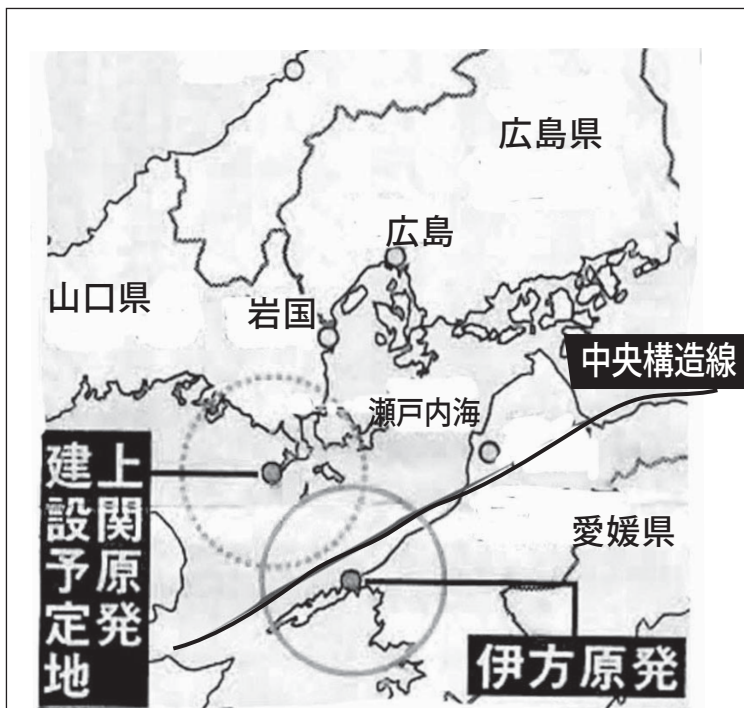 広島県
広島
山口県
岩国
中央構造線
瀬戸内海
上関原発
建設予定地
愛媛県
伊方原発